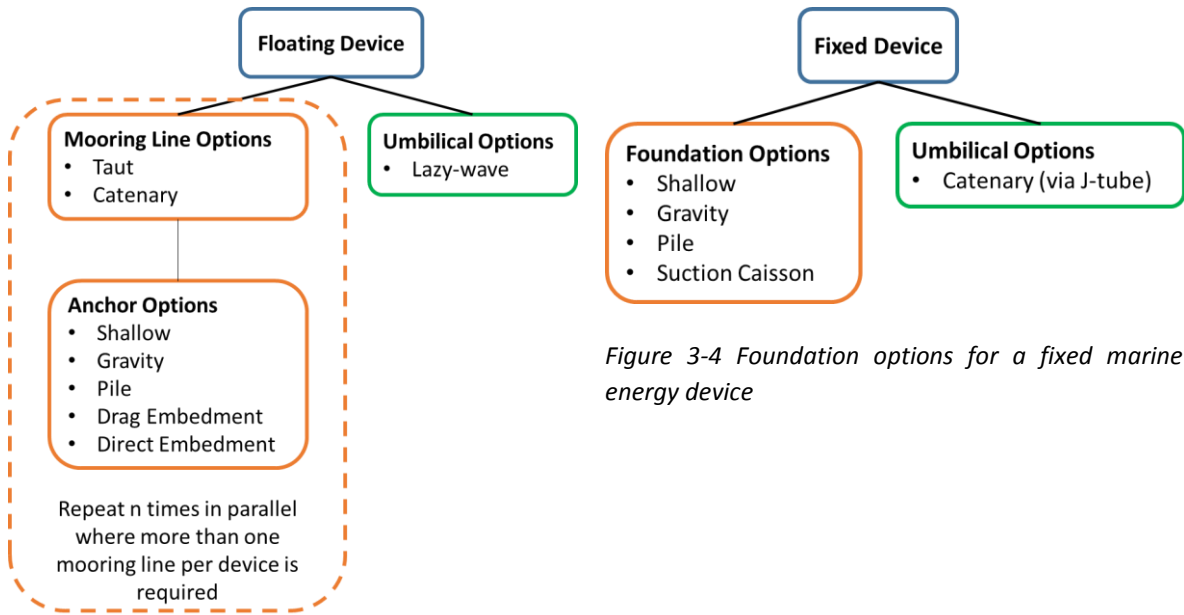 Floating Device
Mooring Line Options
• Taut
• Catenary
Umbilical Options
• Lazy-wave
Anchor Options
• Shallow
• Gravity
• Pile
• Drag Embedment
• Direct Embedment
Repeat n times in parallel
where more than one
mooring line per device is
required
Fixed Device
Foundation Options
• Shallow
• Gravity
• Pile
• Suction Caisson
Umbilical Options
• Catenary (via J-tube)
Figure 3-4 Foundation options for a fixed marine
energy device